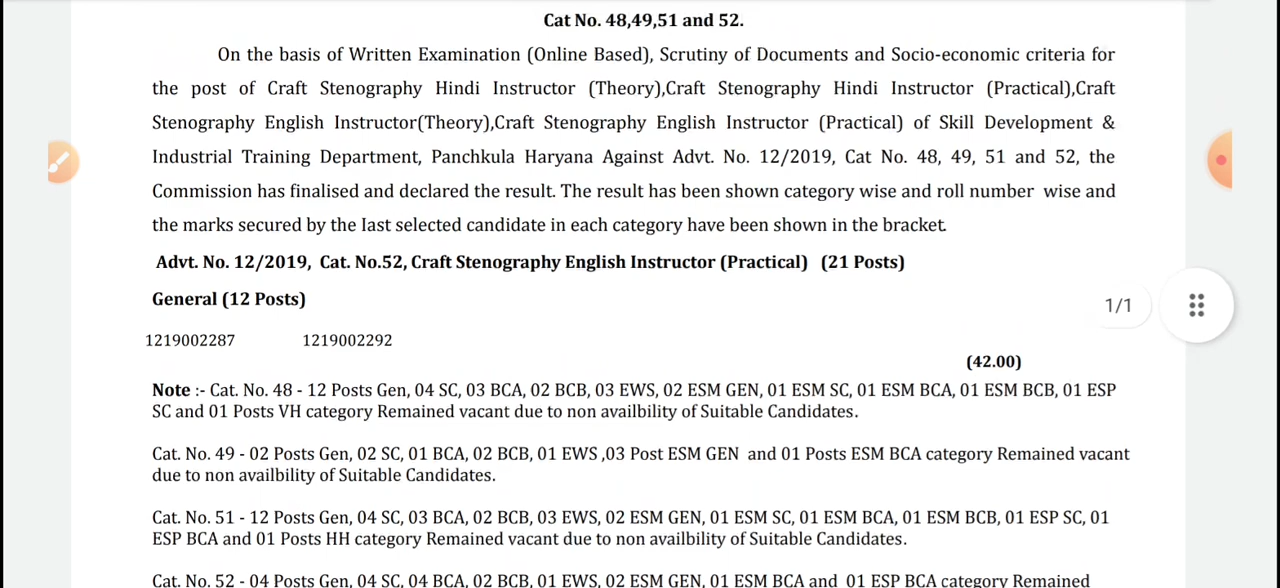 Cat No. 48,49,51 and 52.
On the basis of Written Examination (Online Based), Scrutiny of Documents and Socio-economic criteria for
the post of Craft Stenography Hindi Instructor (Theory),Craft Stenography Hindi Instructor (Practical),Craft
Stenography English Instructor(Theory),Craft Stenography English Instructor (Practical) of Skill Development &
Industrial Training Department, Panchkula Haryana Against Advt. No. 12/2019, Cat No. 48, 49, 51 and 52, the
Commission has finalised and declared the result. The result has been shown category wise and roll number wise and
the marks secured by the last selected candidate in each category have been shown in the bracket.
Advt. No. 12/2019, Cat. No.52, Craft Stenography English Instructor (Practical) (21 Posts)
General (12 Posts)
1/1
1219002287 1219002292
(42.00)
Note :- Cat. No. 48 - 12 Posts Gen, 04 SC, 03 BCA, 02 BCB, 03 EWS, 02 ESM GEN, 01 ESM SC, 01 ESM BCA, 01 ESM BCB, 01 ESP
SC and 01 Posts VH category Remained vacant due to non availbility of Suitable Candidates.
Cat. No. 49 - 02 Posts Gen, 02 SC, 01 BCA, 02 BCB, 01 EWS ,03 Post ESM GEN and 01 Posts ESM BCA category Remained vacant
due to non availbility of Suitable Candidates.
Cat. No. 51 - 12 Posts Gen, 04 SC, 03 BCA, 02 BCB, 03 EWS, 02 ESM GEN, 01 ESM SC, 01 ESM BCA, 01 ESM BCB, 01 ESP SC, 01
ESP BCA and 01 Posts HH category Remained vacant due to non availbility of Suitable Candidates.
Cat. No. 52 - 04 Posts Gen, 04 SC, 04 BCA, 02 BCB, 01 EWS, 02 ESM GEN, 01 ESM BCA and 01 ESP BCA category Remained